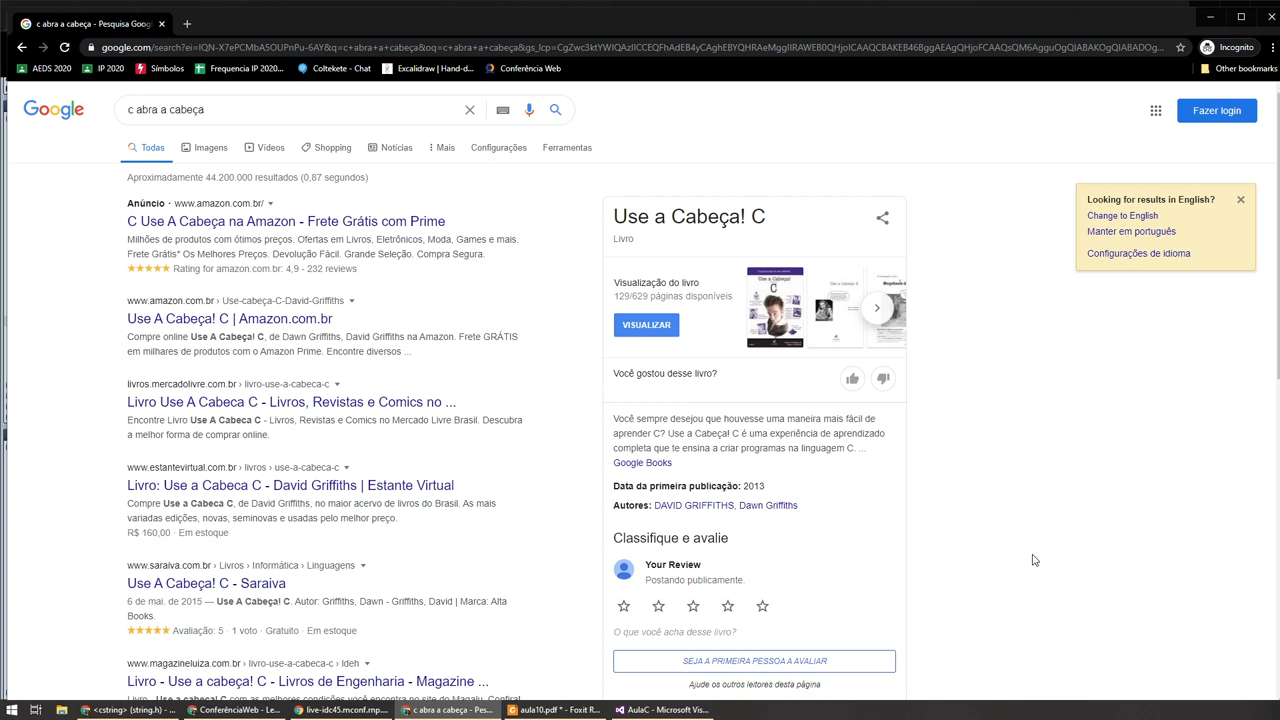 c abra a cabeça - Pesquisa Goog
google.com/search?ei=IQN-X7ePCMbA5OUPnPu-6AY&q=c+abra+a+cabeça&oq=c+abra+a+cabeça&gs_lcp=
Incognito
AEDS 2020
IP 2020
Símbolos
Frequencia IP 2020...
Coltekete - Chat
Excalidraw | Hand-d...
Conferência Web
Other bookmarks
Google
c abra a cabeça
Fazer login
Todas
Imagens
Vídeos
Shopping
Notícias
Mais
Configurações
Ferramentas
Aproximadamente 44.200.000 resultados (0,87 segundos)
Anúncio · www.amazon.com.br/
C Use A Cabeça na Amazon - Frete Grátis com Prime
Milhões de produtos com ótimos preços. Ofertas em Livros, Eletrônicos, Moda, Games e mais.
Frete Grátis* Os Melhores Preços. Devolução Fácil. Grande Seleção. Compra Segura.
Rating for amazon.com.br: 4,9 - 232 reviews
www.amazon.com.br › Use-cabeça-C-David-Griffiths
Use A Cabeça! C | Amazon.com.br
Compre online Use A Cabeça! C, de Dawn Griffiths, David Griffiths na Amazon. Frete GRÁTIS
em milhares de produtos com o Amazon Prime. Encontre diversos ...
livros.mercadolivre.com.br › livro-use-a-cabeca-c
Livro Use A Cabeca C - Livros, Revistas e Comics no ...
Encontre Livro Use A Cabeca C - Livros, Revistas e Comics no Mercado Livre Brasil. Descubra
a melhor forma de comprar online.
www.estantevirtual.com.br › livros › use-a-cabeca-c
Livro: Use a Cabeca C - David Griffiths | Estante Virtual
Compre Use a Cabeca C, de David Griffiths, no maior acervo de livros do Brasil. As mais
variadas edições, novas, seminovas e usadas pelo melhor preço.
R$ 160,00 · Em estoque
www.saraiva.com.br › Livros › Informática › Linguagens
Use A Cabeça! C - Saraiva
6 de mai. de 2015 — Use A Cabeça! C. Autor: Griffiths, Dawn - Griffiths, David | Marca: Alta
Books.
Avaliação: 5 · 1 voto · Gratuito · Em estoque
www.magazineluiza.com.br › livro-use-a-cabeca-c › ldeh
Livro - Use a cabeça! C - Livros de Engenharia - Magazine ...
Livro - Use a cabeça! C com as melhores condições você encontra no site do Magalu. Confira!
Use a Cabeça! C
Livro
Visualização do livro
129/629 páginas disponíveis
VISUALIZAR
Use a Cabeça!
C
Você gostou desse livro?
Você sempre desejou que houvesse uma maneira mais fácil de
aprender C? Use a Cabeça! C é uma experiência de aprendizado
completa que te ensina a criar programas na linguagem C. ...
Google Books
Data da primeira publicação: 2013
Autores: DAVID GRIFFITHS, Dawn Griffiths
Classifique e avalie
Your Review
Postando publicamente.
O que você acha desse livro?
SEJA A PRIMEIRA PESSOA A AVALIAR
Ajude os outros leitores desta página
Looking for results in English?
Change to English
Manter em português
Configurações de idioma
<cstring> (string.h) - ...
ConferênciaWeb - Le...
live-idc45.mconf.rnp....
c abra a cabeça - Pes...
aula10.pdf * - Foxit R...
AulaC - Microsoft Vis...